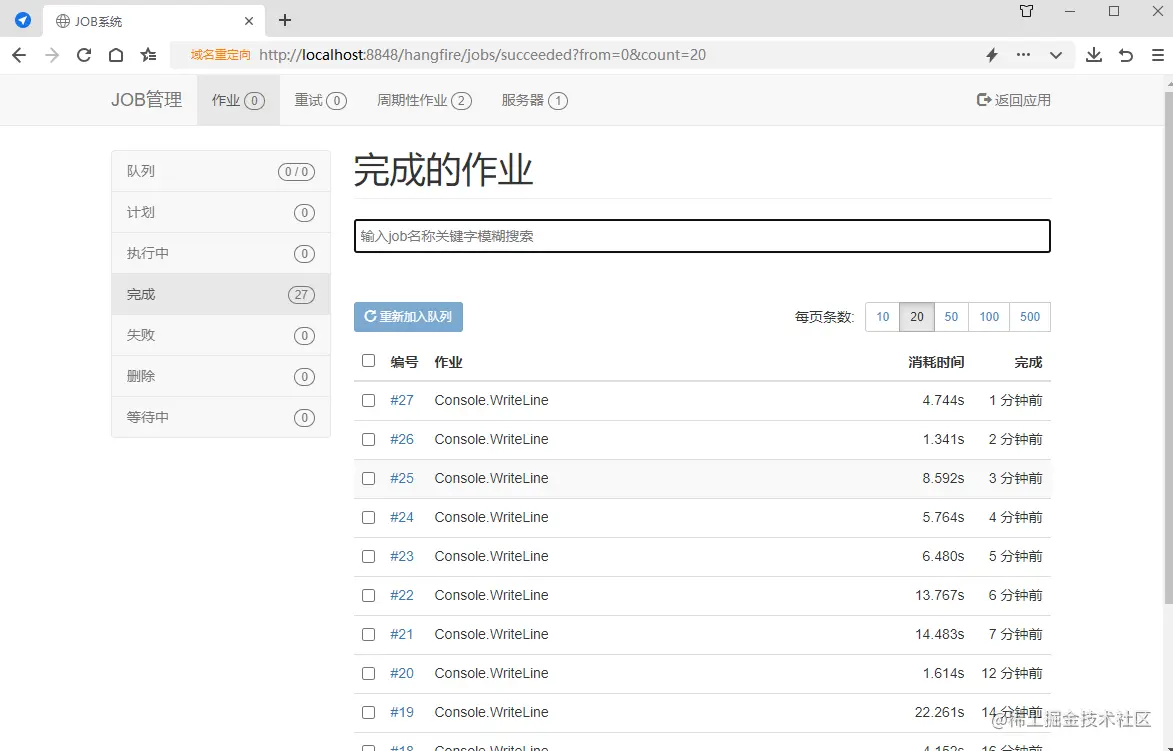 JOB系统
域名重定向 http://localhost:8848/hangfire/jobs/succeeded?from=0&count=20
JOB管理 作业 0 重试 0 周期性作业 2 服务器 1 返回应用
队列 0 / 0
计划 0
执行中 0
完成 27
失败 0
删除 0
等待中 0
完成的作业
输入job名称关键字模糊搜索
重新加入队列 每页条数: 10 20 50 100 500
编号 作业 消耗时间 完成
#27 Console.WriteLine 4.744s 1 分钟前
#26 Console.WriteLine 1.341s 2 分钟前
#25 Console.WriteLine 8.592s 3 分钟前
#24 Console.WriteLine 5.764s 4 分钟前
#23 Console.WriteLine 6.480s 5 分钟前
#22 Console.WriteLine 13.767s 6 分钟前
#21 Console.WriteLine 14.483s 7 分钟前
#20 Console.WriteLine 1.614s 12 分钟前
#19 Console.WriteLine 22.261s 14 分钟前
@稀土掘金技术社区
#18 Console.WriteLine 4.152s 16 分钟前